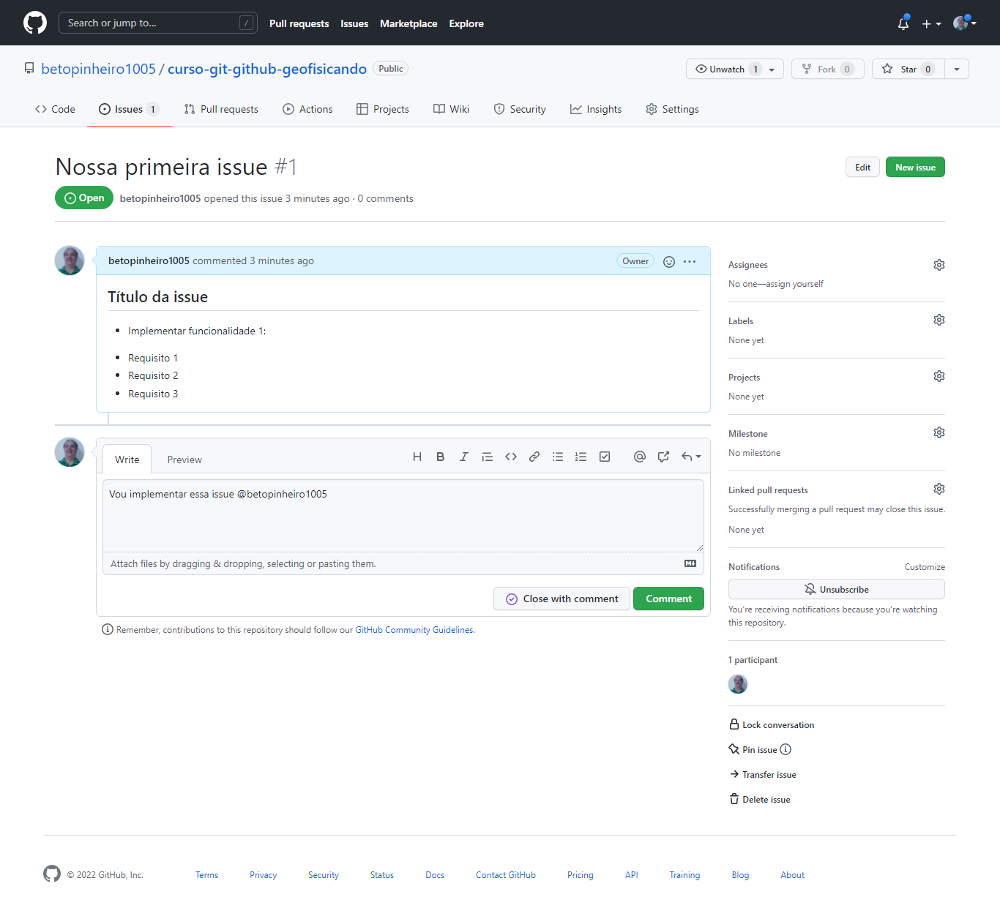 Search or jump to... /
Pull requests Issues Marketplace Explore
betopinheiro1005 / curso-git-github-geofisicando Public
Unwatch 1 Fork 0 Star 0
Code Issues 1 Pull requests Actions Projects Wiki Security Insights Settings
Nossa primeira issue #1
Edit New issue
Open betopinheiro1005 opened this issue 3 minutes ago · 0 comments
betopinheiro1005 commented 3 minutes ago Owner
Título da issue
• Implementar funcionalidade 1:
• Requisito 1
• Requisito 2
• Requisito 3
Write Preview
Vou implementar essa issue @betopinheiro1005
Attach files by dragging & dropping, selecting or pasting them.
Close with comment Comment
Remember, contributions to this repository should follow our GitHub Community Guidelines.
Assignees
No one—assign yourself
Labels
None yet
Projects
None yet
Milestone
No milestone
Linked pull requests
Successfully merging a pull request may close this issue.
None yet
Notifications Customize
Unsubscribe
You're receiving notifications because you're watching
this repository.
1 participant
Lock conversation
Pin issue
Transfer issue
Delete issue
© 2022 GitHub, Inc. Terms Privacy Security Status Docs Contact GitHub Pricing API Training Blog About